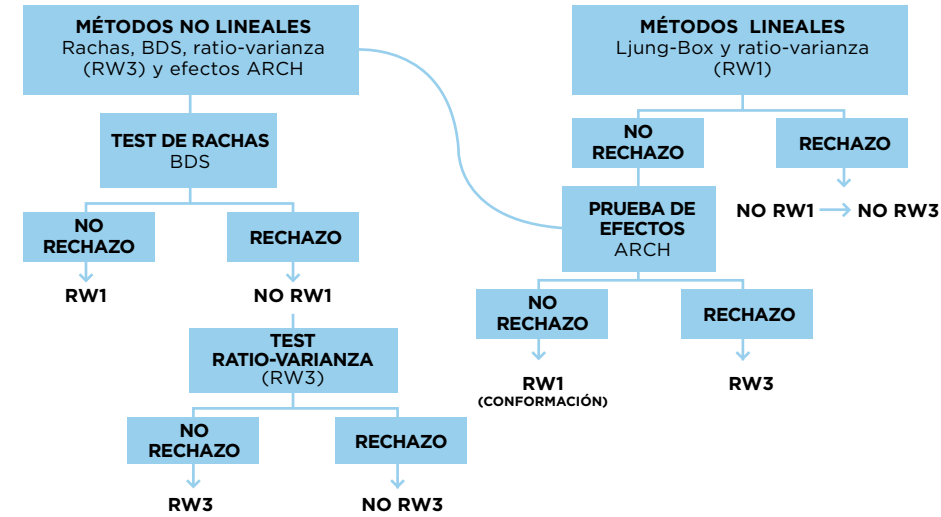 MÉTODOS NO LINEALES
Rachas, BDS, ratio-varianza
(RW3) y efectos ARCH
TEST DE RACHAS
BDS
NO
RECHAZO
RECHAZO
RW1
NO RW1
TEST
RATIO-VARIANZA
(RW3)
NO
RECHAZO
RECHAZO
RW3
NO RW3
MÉTODOS LINEALES
Ljung-Box y ratio-varianza
(RW1)
NO
RECHAZO
RECHAZO
NO RW1 → NO RW3
PRUEBA DE
EFECTOS
ARCH
NO
RECHAZO
RECHAZO
RW1
(CONFORMACIÓN)
RW3